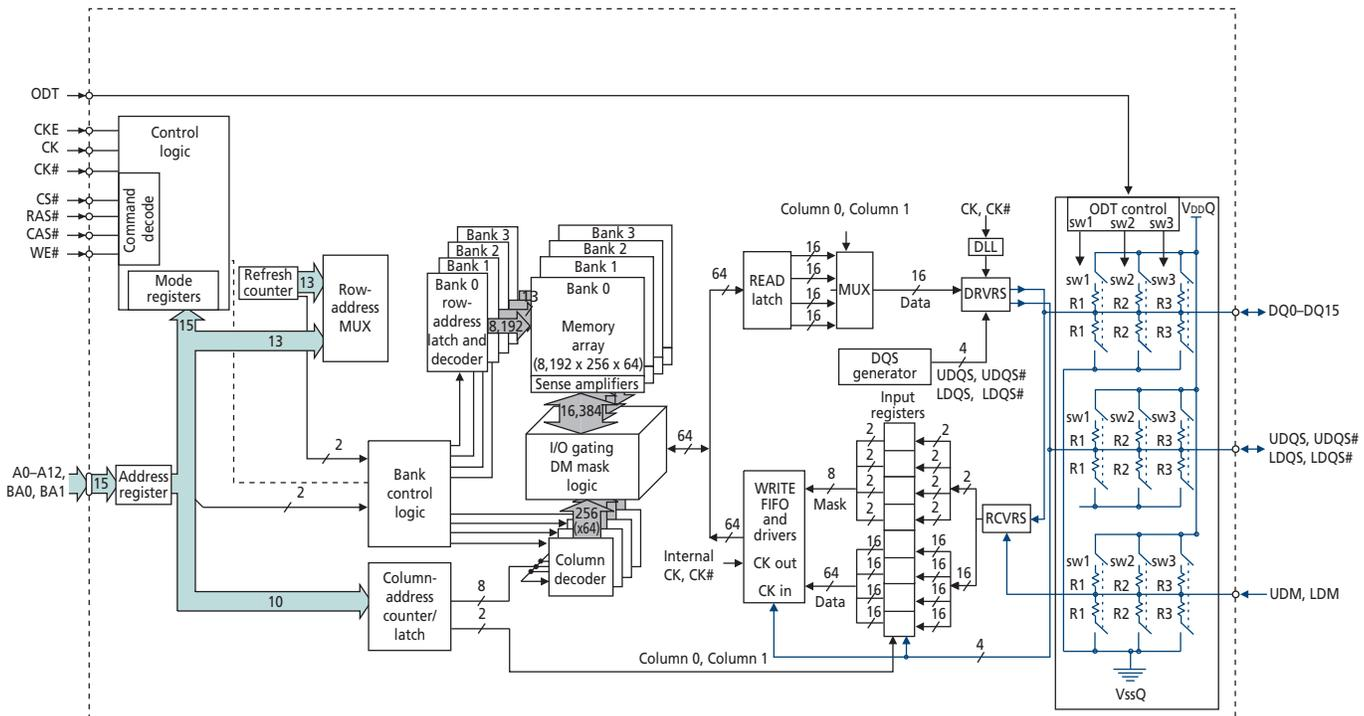 ODT
CKE
CK
CK#
CS#
RAS#
CAS#
WE#
Control
logic
Command
decode
Mode
registers
15
Refresh
counter
13
Row-
address
MUX
13
A0–A12,
BA0, BA1
15
Address
register
2
2
10
Bank
control
logic
Column-
address
counter/
latch
8
2
Bank 3
Bank 2
Bank 1
Bank 0
row-
address
latch and
decoder
13
8,192
Bank 3
Bank 2
Bank 1
Bank 0
Memory
array
(8,192 x 256 x 64)
Sense amplifiers
16,384
I/O gating
DM mask
logic
256
(x64)
Column
decoder
64
64
64
Column 0, Column 1
READ
latch
16
16
16
16
MUX
16
Data
CK, CK#
DLL
DRVRS
DQS
generator
4
UDQS, UDQS#
LDQS, LDQS#
Input
registers
2
2
2
2
2
2
2
2
2
16
16
16
16
16
16
16
16
16
RCVRS
8
Mask
64
Data
WRITE
FIFO
and
drivers
CK out
CK in
Internal
CK, CK#
Column 0, Column 1
4
ODT control
VDDQ
sw1
sw2
sw3
sw1
sw2
sw3
R1
R2
R3
R1
R2
R3
sw1
sw2
sw3
R1
R2
R3
R1
R2
R3
sw1
sw2
sw3
R1
R2
R3
R1
R2
R3
VssQ
DQ0–DQ15
UDQS, UDQS#
LDQS, LDQS#
UDM, LDM